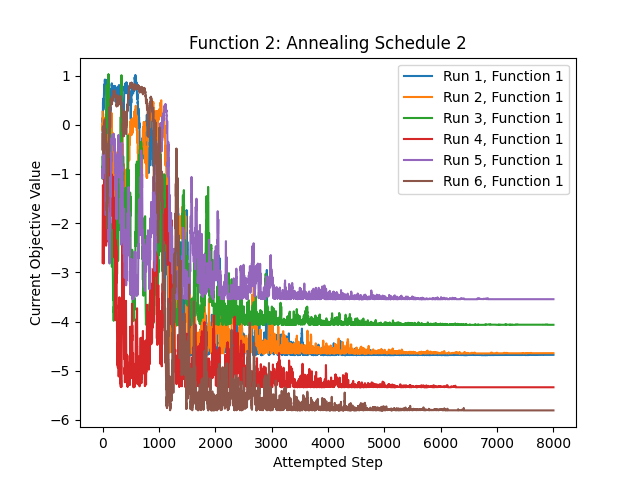 Function 2: Annealing Schedule 2
Run 1, Function 1
Run 2, Function 1
Run 3, Function 1
Run 4, Function 1
Run 5, Function 1
Run 6, Function 1
Current Objective Value
1
0
−1
−2
−3
−4
−5
−6
0 1000 2000 3000 4000 5000 6000 7000 8000
Attempted Step